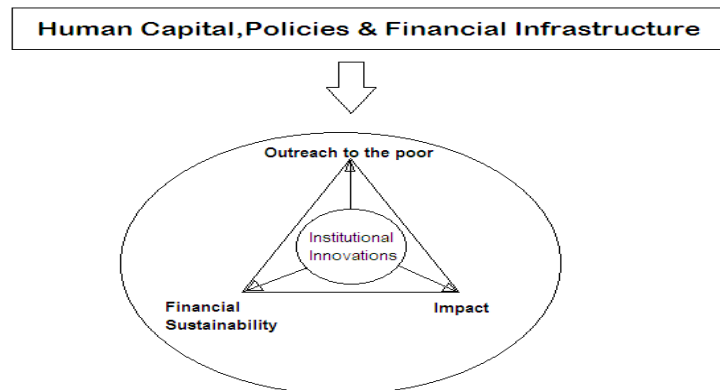 Human Capital,Policies & Financial Infrastructure
Outreach to the poor
Institutional
Innovations
Financial
Sustainability
Impact